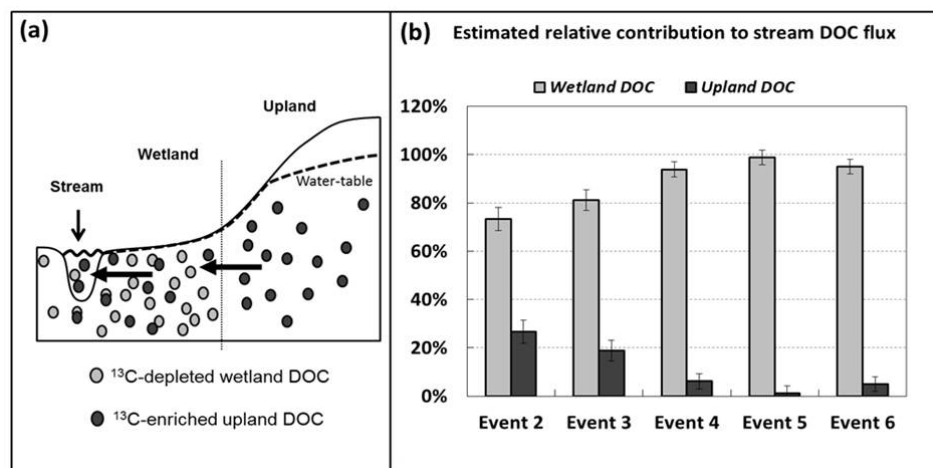 (a)
Upland
Wetland
Water-table
Stream
¹³C-depleted wetland DOC
¹³C-enriched upland DOC
(b) Estimated relative contribution to stream DOC flux
Wetland DOC Upland DOC
120%
100%
80%
60%
40%
20%
0%
Event 2 Event 3 Event 4 Event 5 Event 6